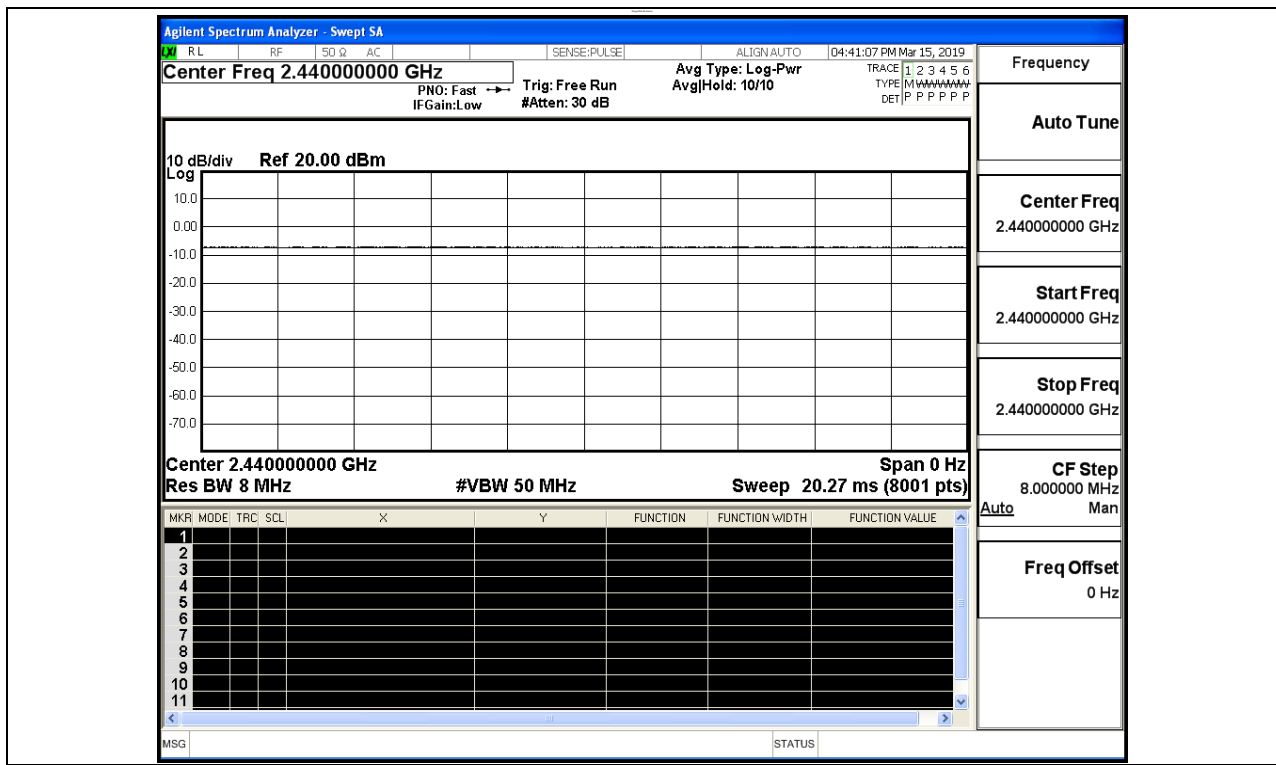 Agilent Spectrum Analyzer - Swept SA
LXI RL RF 50 Ω AC SENSE:PULSE ALIGN AUTO 04:41:07 PM Mar 15, 2019
Center Freq 2.440000000 GHz
PNO: Fast
IFGain:Low
Trig: Free Run
#Atten: 30 dB
Avg Type: Log-Pwr
Avg|Hold: 10/10
TRACE 1 2 3 4 5 6
TYPE M WWWWW
DET P P P P P P
10 dB/div Ref 20.00 dBm
Log
10.0
0.00
-10.0
-20.0
-30.0
-40.0
-50.0
-60.0
-70.0
Center 2.440000000 GHz Span 0 Hz
Res BW 8 MHz #VBW 50 MHz Sweep 20.27 ms (8001 pts)
MKR MODE TRC SCL X Y FUNCTION FUNCTION WIDTH FUNCTION VALUE
1
2
3
4
5
6
7
8
9
10
11
MSG STATUS
Frequency
Auto Tune
Center Freq
2.440000000 GHz
Start Freq
2.440000000 GHz
Stop Freq
2.440000000 GHz
CF Step
8.000000 MHz
Auto Man
Freq Offset
0 Hz